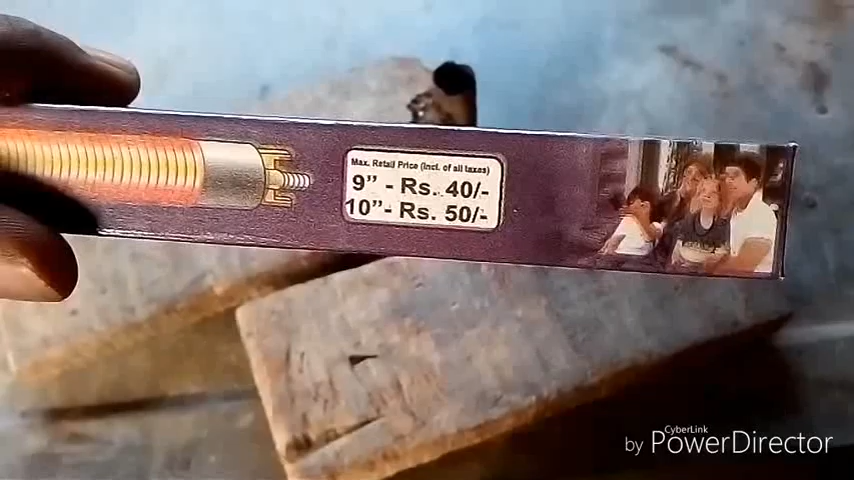 Max. Retail Price (Incl. of all taxes)
9” - Rs. 40/-
10”- Rs. 50/-
CyberLink
by PowerDirector